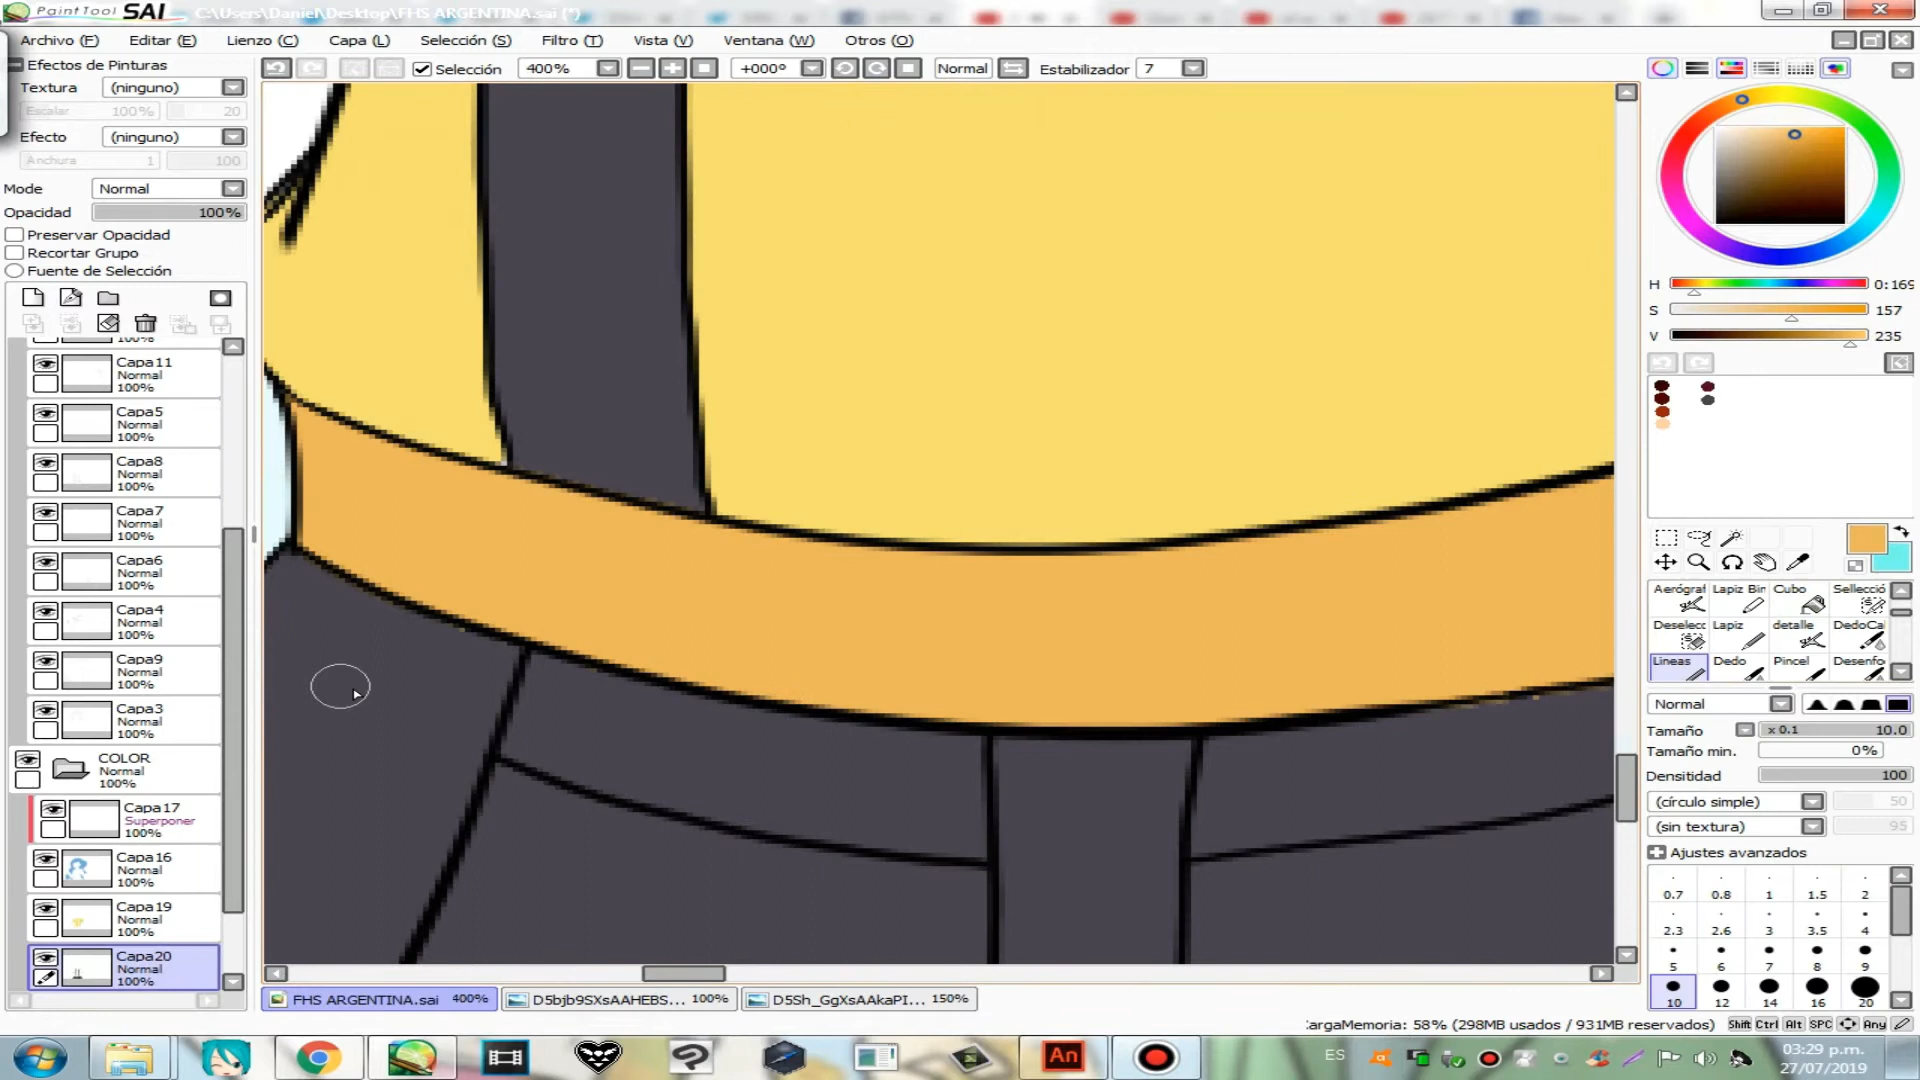 PaintTool SAI C:\Users\Daniel\Desktop\FHS ARGENTINA.sai (*)
Archivo (F) Editar (E) Lienzo (C) Capa (L) Selección (S) Filtro (T) Vista (V) Ventana (W) Otros (O)
Efectos de Pinturas
Selección 400% +000º Normal Estabilizador 7
Textura (ninguno)
Escalar 100% 20
Efecto (ninguno)
Anchura 1 100
Mode Normal
Opacidad 100%
Preservar Opacidad
Recortar Grupo
Fuente de Selección
100%
Capa11
Normal
100%
Capa5
Normal
100%
Capa8
Normal
100%
Capa7
Normal
100%
Capa6
Normal
100%
Capa4
Normal
100%
Capa9
Normal
100%
Capa3
Normal
100%
COLOR
Normal
100%
Capa17
Superponer
100%
Capa16
Normal
100%
Capa19
Normal
100%
Capa20
Normal
100%
H 0:169
S 157
V 235
Aerógraf Lapiz Bin Cubo Sellecció
Deselecc Lapiz detalle DedoCa
Lineas Dedo Pincel Desenfo
Normal
Tamaño x 0.1 10.0
Tamaño min. 0%
Densitidad 100
(círculo simple) 50
(sin textura) 95
Ajustes avanzados
0.7 0.8 1 1.5 2
2.3 2.6 3 3.5 4
5 6 7 8 9
10 12 14 16 20
FHS ARGENTINA.sai 400% D5bjb9SXsAAHEBS... 100% D5Sh_GgXsAAkaPI... 150%
CargaMemoria: 58% (298MB usados / 931MB reservados) Shift Ctrl Alt SPC Any
An
ES
03:29 p.m.
27/07/2019